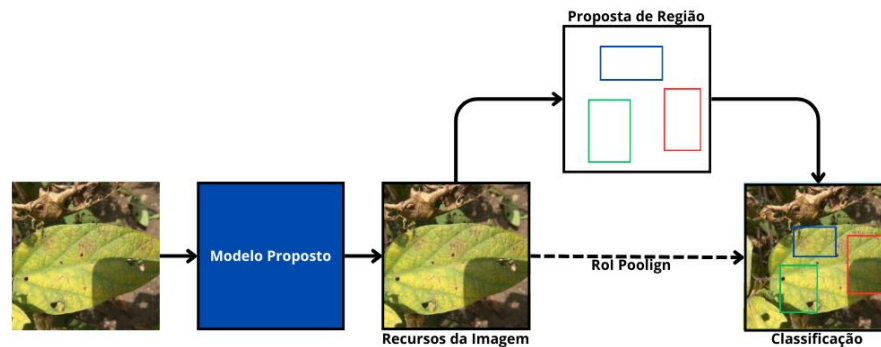 Proposta de Região
Modelo Proposto
RoI Poolign
Recursos da Imagem
Classificação